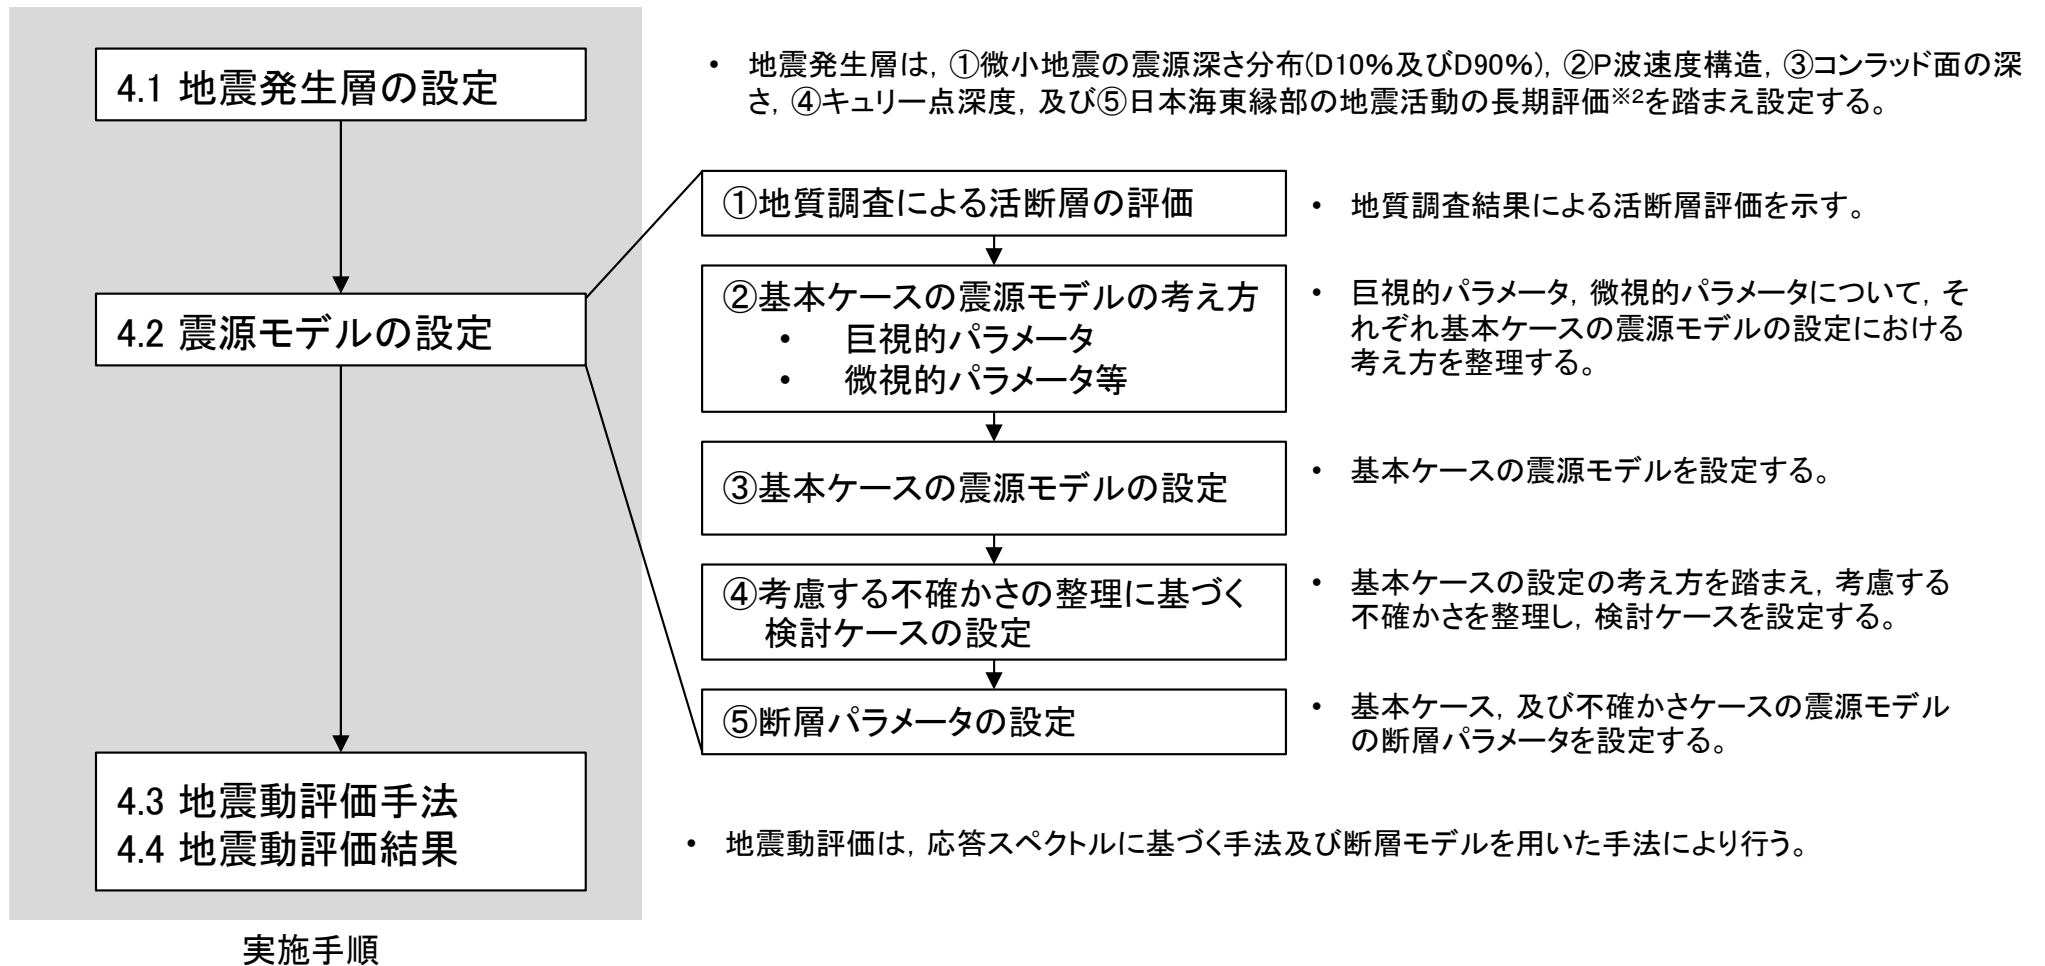 4.1 地震発生層の設定
• 地震発生層は，①微小地震の震源深さ分布(D10%及びD90%)，②P波速度構造，③コンラッド面の深
さ，④キュリー点深度，及び⑤日本海東縁部の地震活動の長期評価※2を踏まえ設定する。
4.2 震源モデルの設定
①地質調査による活断層の評価
• 地質調査結果による活断層評価を示す。
②基本ケースの震源モデルの考え方
• 巨視的パラメータ
• 微視的パラメータ等
• 巨視的パラメータ，微視的パラメータについて，そ
れぞれ基本ケースの震源モデルの設定における
考え方を整理する。
③基本ケースの震源モデルの設定
• 基本ケースの震源モデルを設定する。
④考慮する不確かさの整理に基づく
検討ケースの設定
• 基本ケースの設定の考え方を踏まえ，考慮する
不確かさを整理し，検討ケースを設定する。
⑤断層パラメータの設定
• 基本ケース，及び不確かさケースの震源モデル
の断層パラメータを設定する。
4.3 地震動評価手法
4.4 地震動評価結果
• 地震動評価は，応答スペクトルに基づく手法及び断層モデルを用いた手法により行う。
実施手順